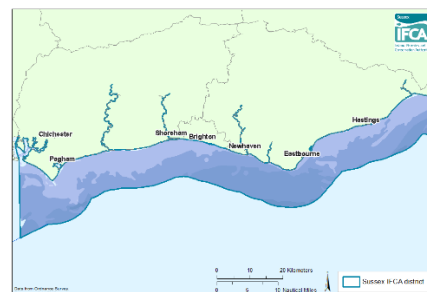 Sussex
IFCA
Chichester
Pagham
Shoreham
Brighton
Newhaven
Eastbourne
Hastings
0 10 20 Kilometers
0 5 10 Nautical Miles
Sussex IFCA district
Data from Ordnance Survey